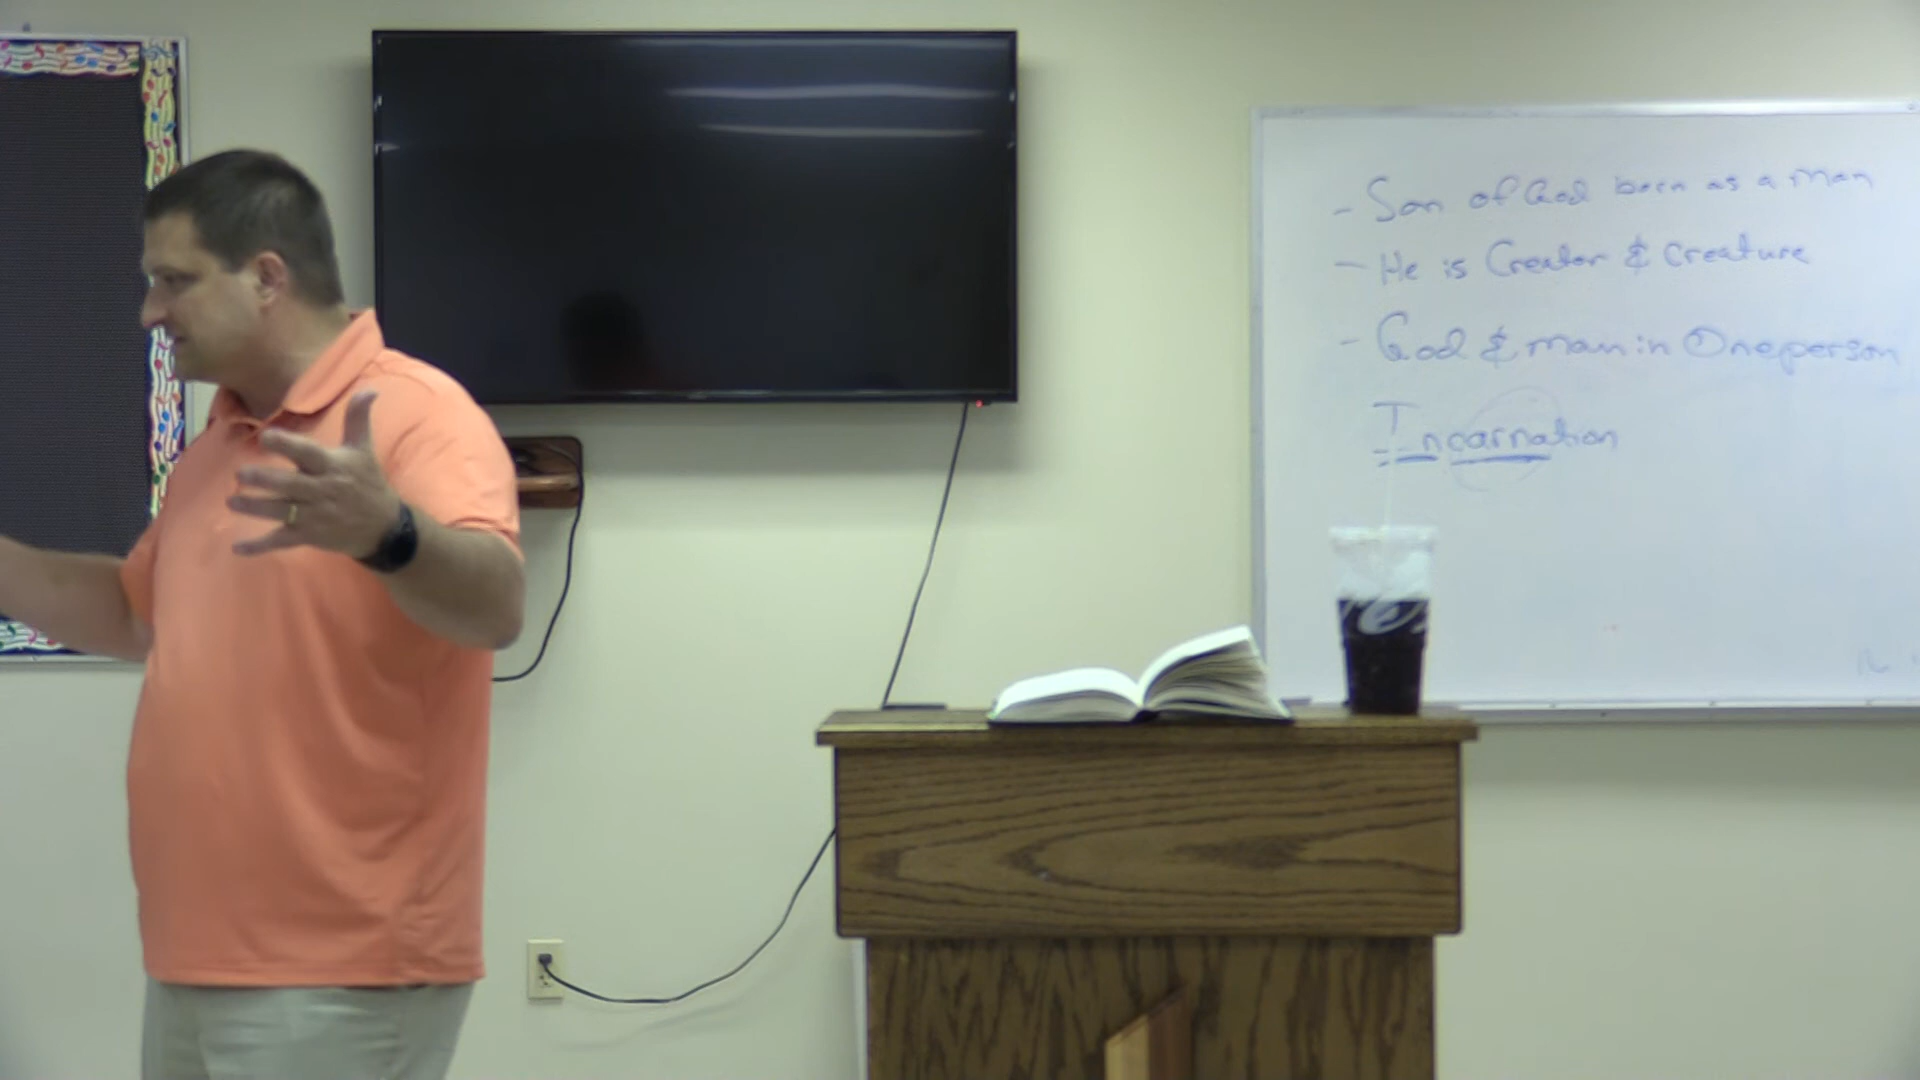 - Son of God born as a man
- He is Creator & Creature
- God & man in One person
Incarnation